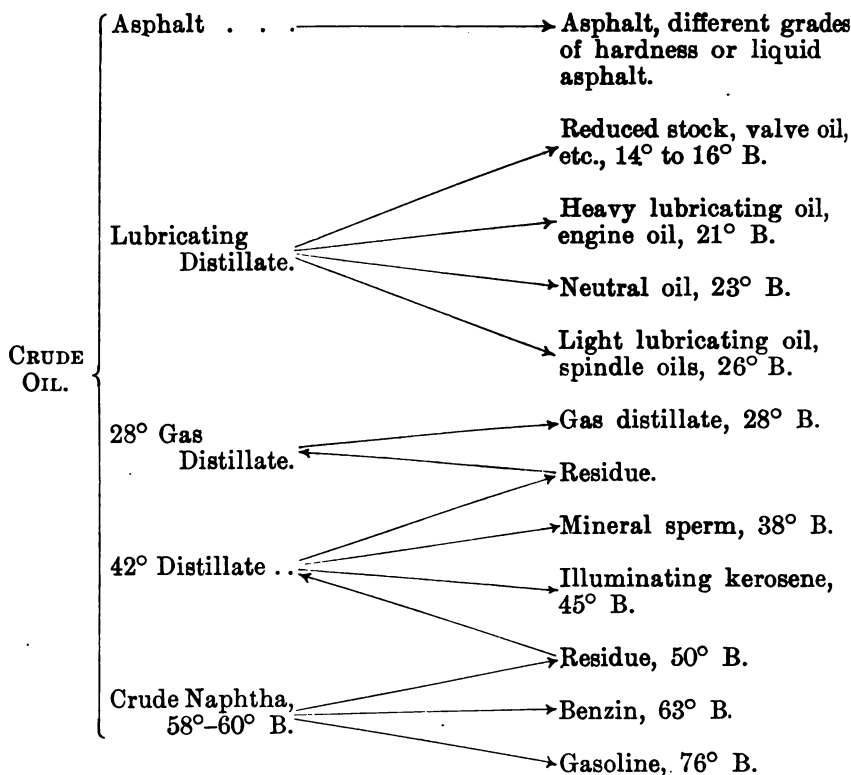 Asphalt . . .
Asphalt, different grades
of hardness or liquid
asphalt.
Reduced stock, valve oil,
etc., 14° to 16° B.
Lubricating
Distillate.
Heavy lubricating oil,
engine oil, 21° B.
Neutral oil, 23° B.
Light lubricating oil,
spindle oils, 26° B.
CRUDE
OIL.
28° Gas
Distillate.
Gas distillate, 28° B.
Residue.
Mineral sperm, 38° B.
42° Distillate . .
Illuminating kerosene,
45° B.
Residue, 50° B.
Crude Naphtha,
58°–60° B.
Benzin, 63° B.
Gasoline, 76° B.